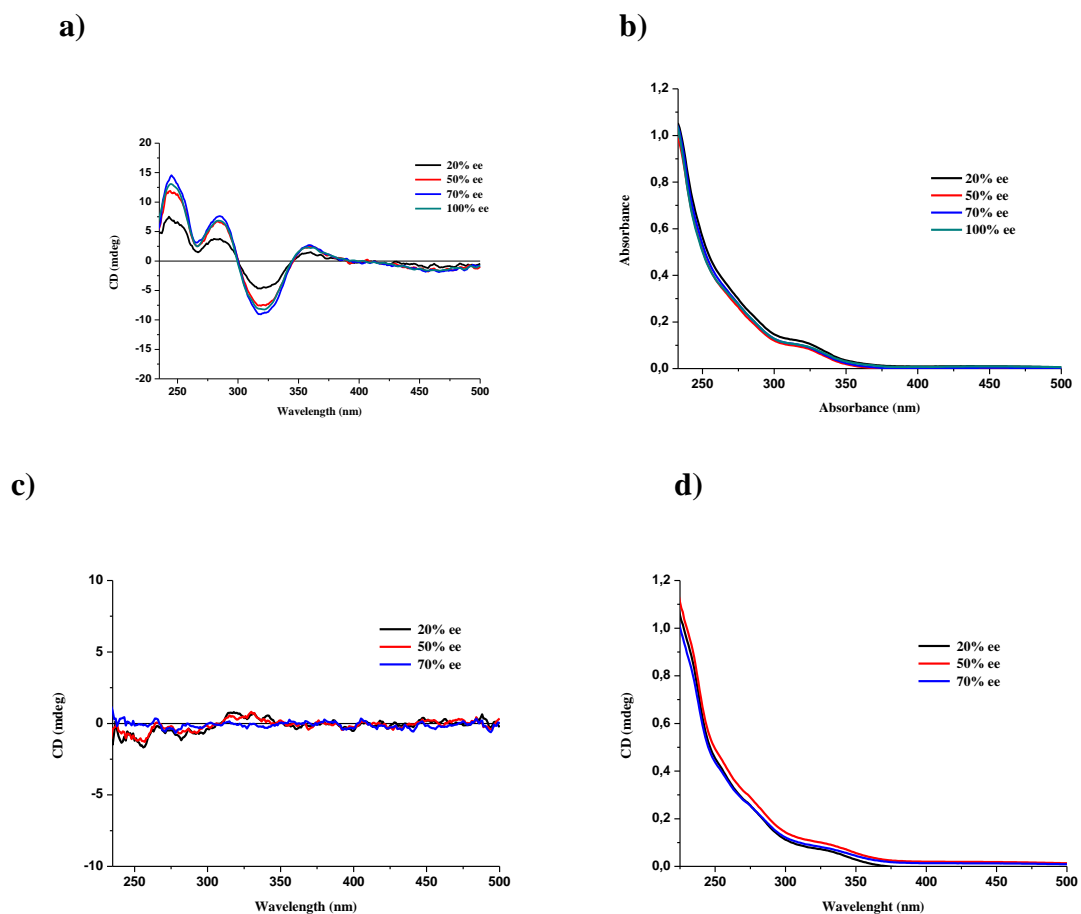 a)
b)
CD (mdeg)
20
15
10
5
0
-5
-10
-15
-20
250 300 350 400 450 500
Wavelength (nm)
20% ee
50% ee
70% ee
100% ee
Absorbance
1,2
1,0
0,8
0,6
0,4
0,2
0,0
250 300 350 400 450 500
Absorbance (nm)
20% ee
50% ee
70% ee
100% ee
c)
d)
CD (mdeg)
10
5
0
-5
-10
250 300 350 400 450 500
Wavelength (nm)
20% ee
50% ee
70% ee
CD (mdeg)
1,2
1,0
0,8
0,6
0,4
0,2
0,0
250 300 350 400 450 500
Wavelenght (nm)
20% ee
50% ee
70% ee